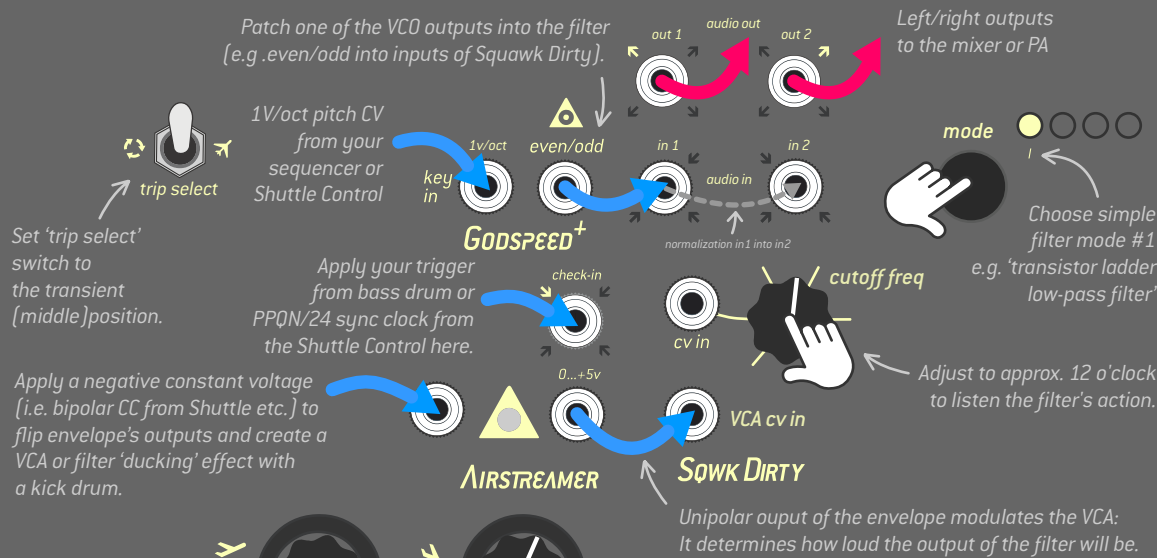 Patch one of the VCO outputs into the filter
(e.g .even/odd into inputs of Squawk Dirty).
out 1
audio out
out 2
Left/right outputs
to the mixer or PA
1V/oct pitch CV
from your
sequencer or
Shuttle Control
trip select
Set ‘trip select’
switch to
the transient
(middle)position.
1v/oct
key
in
even/odd
in 1
audio in
in 2
normalization in1 into in2
GODSPEED+
mode
I
Choose simple
filter mode #1
e.g. ‘transistor ladder
low-pass filter’
Apply your trigger
from bass drum or
PPQN/24 sync clock from
the Shuttle Control here.
check-in
cv in
cutoff freq
Adjust to approx. 12 o'clock
to listen the filter's action.
Apply a negative constant voltage
(i.e. bipolar CC from Shuttle etc.) to
flip envelope’s outputs and create a
VCA or filter ‘ducking’ effect with
a kick drum.
0...+5v
VCA cv in
AIRSTREAMER
SQWK DIRTY
Unipolar ouput of the envelope modulates the VCA:
It determines how loud the output of the filter will be.